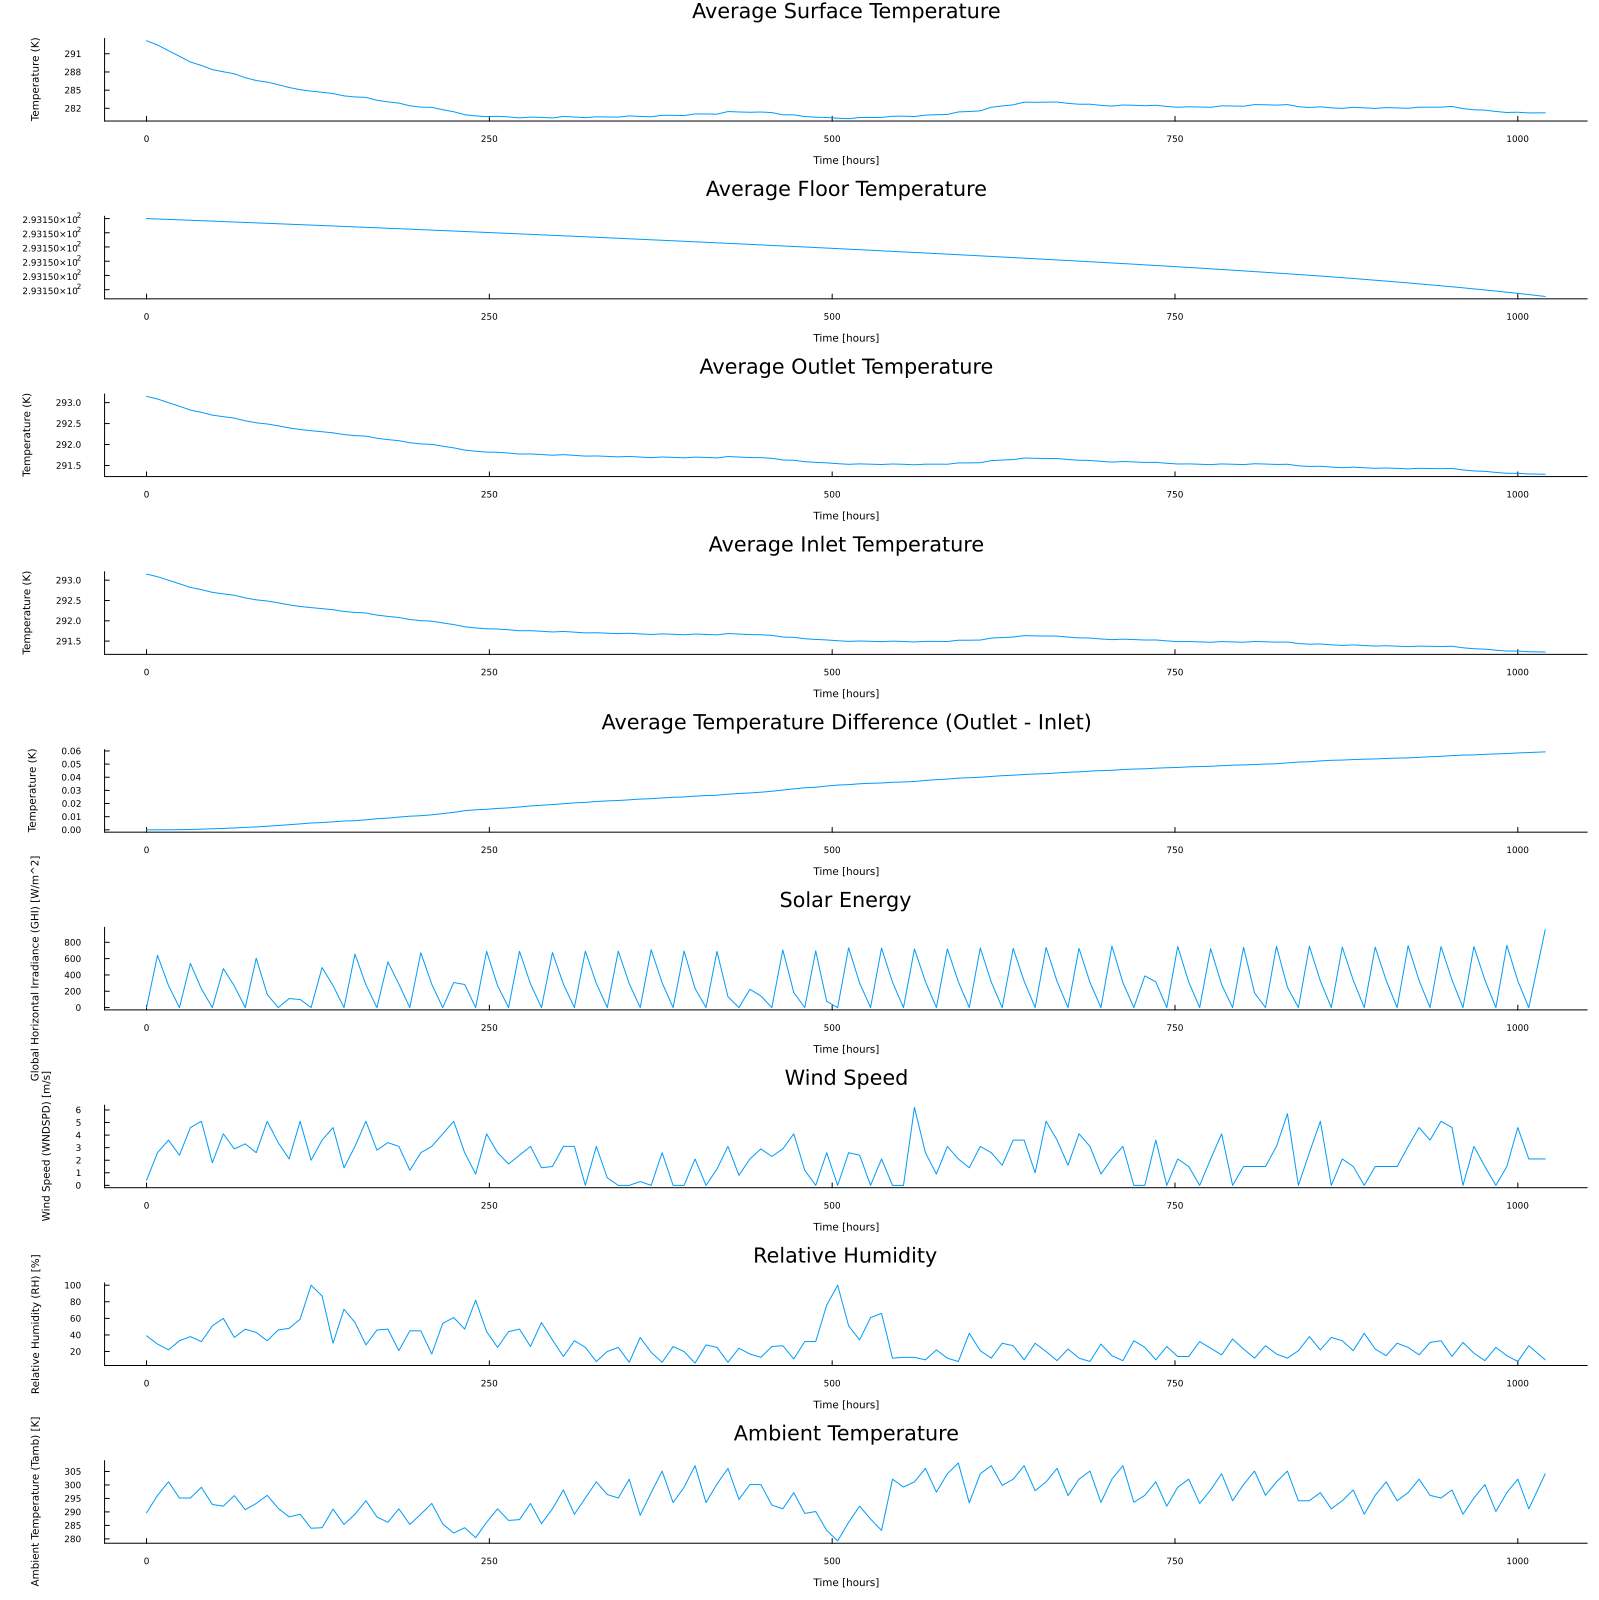 Average Surface Temperature
Temperature (K)
291
288
285
282
0 250 500 750 1000
Time [hours]
Average Floor Temperature
2.93150×10²
2.93150×10²
2.93150×10²
2.93150×10²
2.93150×10²
2.93150×10²
0 250 500 750 1000
Time [hours]
Average Outlet Temperature
Temperature (K)
293.0
292.5
292.0
291.5
0 250 500 750 1000
Time [hours]
Average Inlet Temperature
Temperature (K)
293.0
292.5
292.0
291.5
0 250 500 750 1000
Time [hours]
Average Temperature Difference (Outlet - Inlet)
Temperature (K)
0.06
0.05
0.04
0.03
0.02
0.01
0.00
0 250 500 750 1000
Time [hours]
Solar Energy
Global Horizontal Irradiance (GHI) [W/m^2]
800
600
400
200
0
0 250 500 750 1000
Time [hours]
Wind Speed
Wind Speed (WNDSPD) [m/s]
6
5
4
3
2
1
0
0 250 500 750 1000
Time [hours]
Relative Humidity
Relative Humidity (RH) [%]
100
80
60
40
20
0 250 500 750 1000
Time [hours]
Ambient Temperature
Ambient Temperature (Tamb) [K]
305
300
295
290
285
280
0 250 500 750 1000
Time [hours]